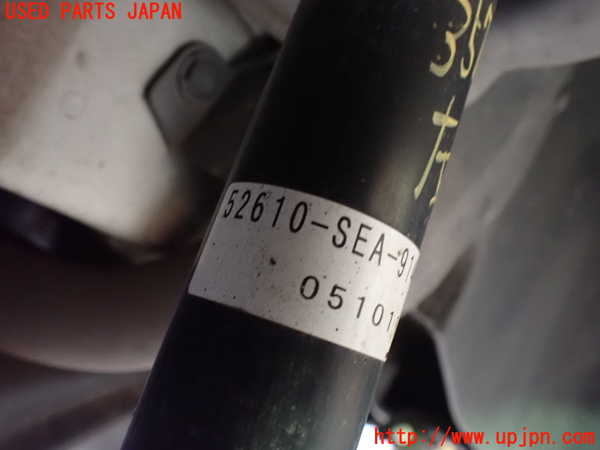 USED PARTS JAPAN
52610-SEA-91
05101
http://www.upjpn.com/